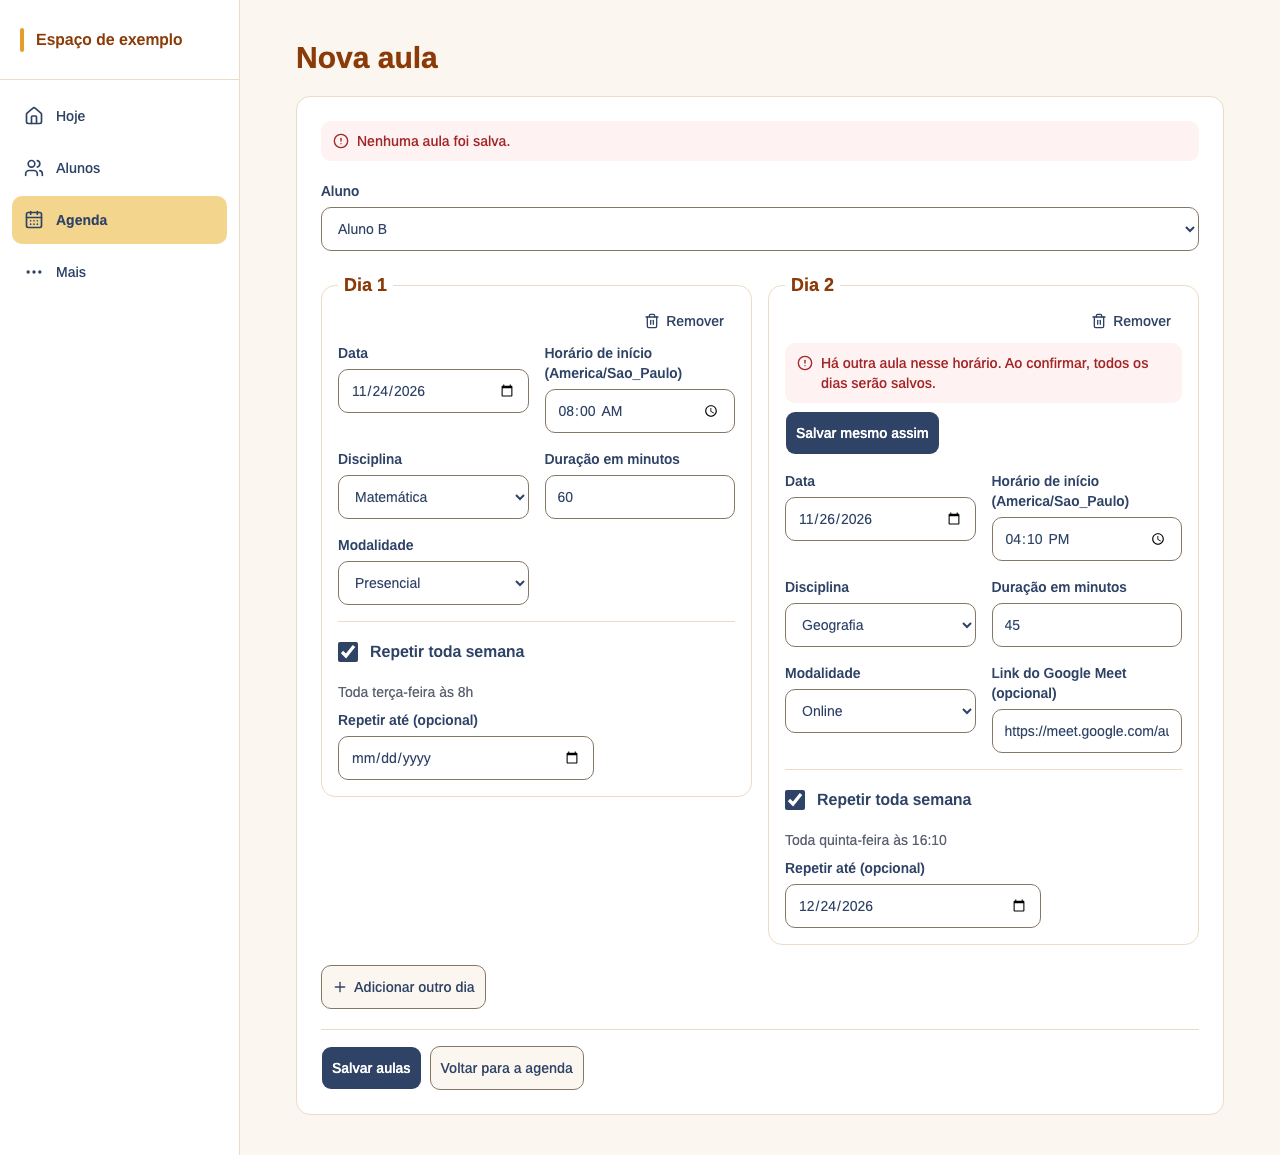 Espaço de exemplo
Hoje
Alunos
Agenda
Mais
Nova aula
Nenhuma aula foi salva.
Aluno
Aluno B
Dia 1
Remover
Data
Horário de início
(America/Sao_Paulo)
11/24/2026
08:00 AM
Disciplina
Duração em minutos
Matemática
60
Modalidade
Presencial
Repetir toda semana
Toda terça-feira às 8h
Repetir até (opcional)
mm/dd/yyyy
Dia 2
Remover
Há outra aula nesse horário. Ao confirmar, todos os
dias serão salvos.
Salvar mesmo assim
Data
Horário de início
(America/Sao_Paulo)
11/26/2026
04:10 PM
Disciplina
Duração em minutos
Geografia
45
Modalidade
Link do Google Meet
(opcional)
Online
https://meet.google.com/au
Repetir toda semana
Toda quinta-feira às 16:10
Repetir até (opcional)
12/24/2026
Adicionar outro dia
Salvar aulas
Voltar para a agenda